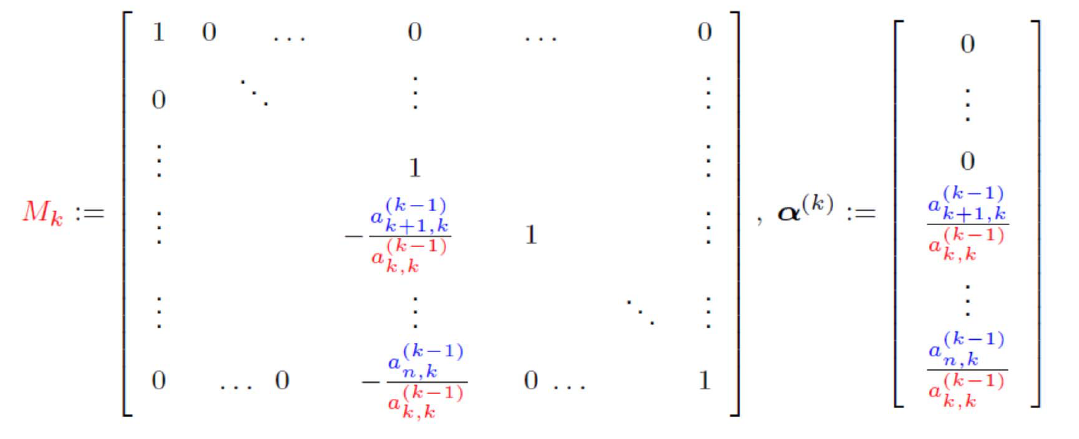 1 0 … 0 … 0 0
0 ⋱ ⋮ ⋮ ⋮
⋮ 1 ⋮ 0
M_k := ⋮ −a_{k+1,k}^{(k−1)}/a_{k,k}^{(k−1)} 1 ⋮ , α^{(k)} := a_{k+1,k}^{(k−1)}/a_{k,k}^{(k−1)}
⋮ ⋮ ⋱ ⋮ ⋮
0 … 0 −a_{n,k}^{(k−1)}/a_{k,k}^{(k−1)} 0 … 1 a_{n,k}^{(k−1)}/a_{k,k}^{(k−1)}